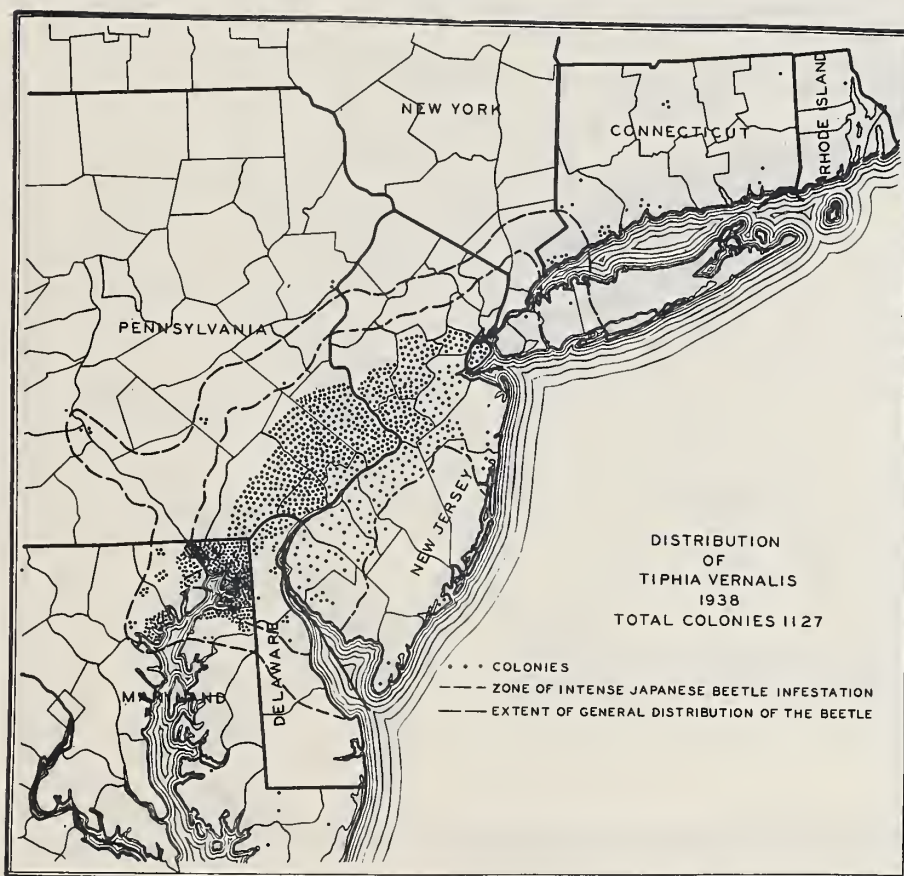 NEW YORK
CONNECTICUT
RHODE ISLAND
PENNSYLVANIA
NEW JERSEY
MARYLAND
DELAWARE
DISTRIBUTION
OF
TIPHIA VERNALIS
1938
TOTAL COLONIES 1127
COLONIES
ZONE OF INTENSE JAPANESE BEETLE INFESTATION
EXTENT OF GENERAL DISTRIBUTION OF THE BEETLE